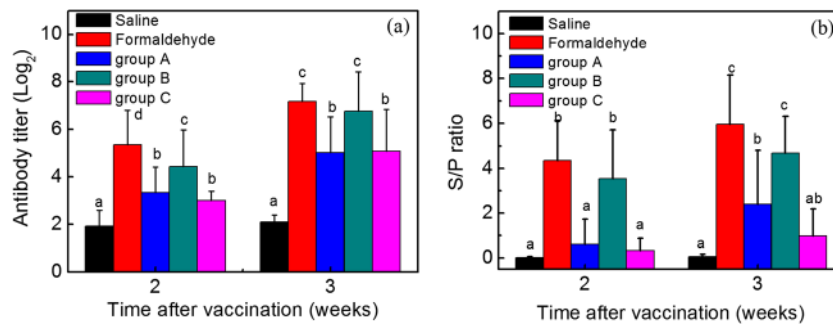 (a)
Saline
Formaldehyde
group A
group B
group C
Antibody titer (Log2)
10
8
6
4
2
0
a
d
b
c
b
a
c
b
c
b
2
3
Time after vaccination (weeks)
(b)
Saline
Formaldehyde
group A
group B
group C
S/P ratio
10
8
6
4
2
0
a
b
a
b
a
a
c
b
c
ab
2
3
Time after vaccination (weeks)